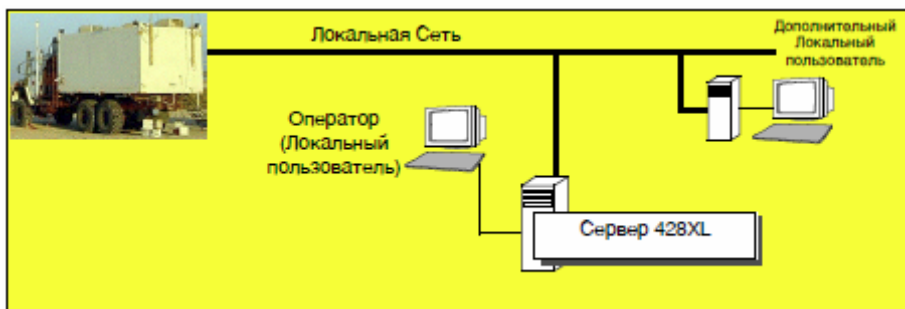 Локальная Сеть
Дополнительный
Локальный
пользователь
Оператор
(Локальный
пользователь)
Сервер 428XL